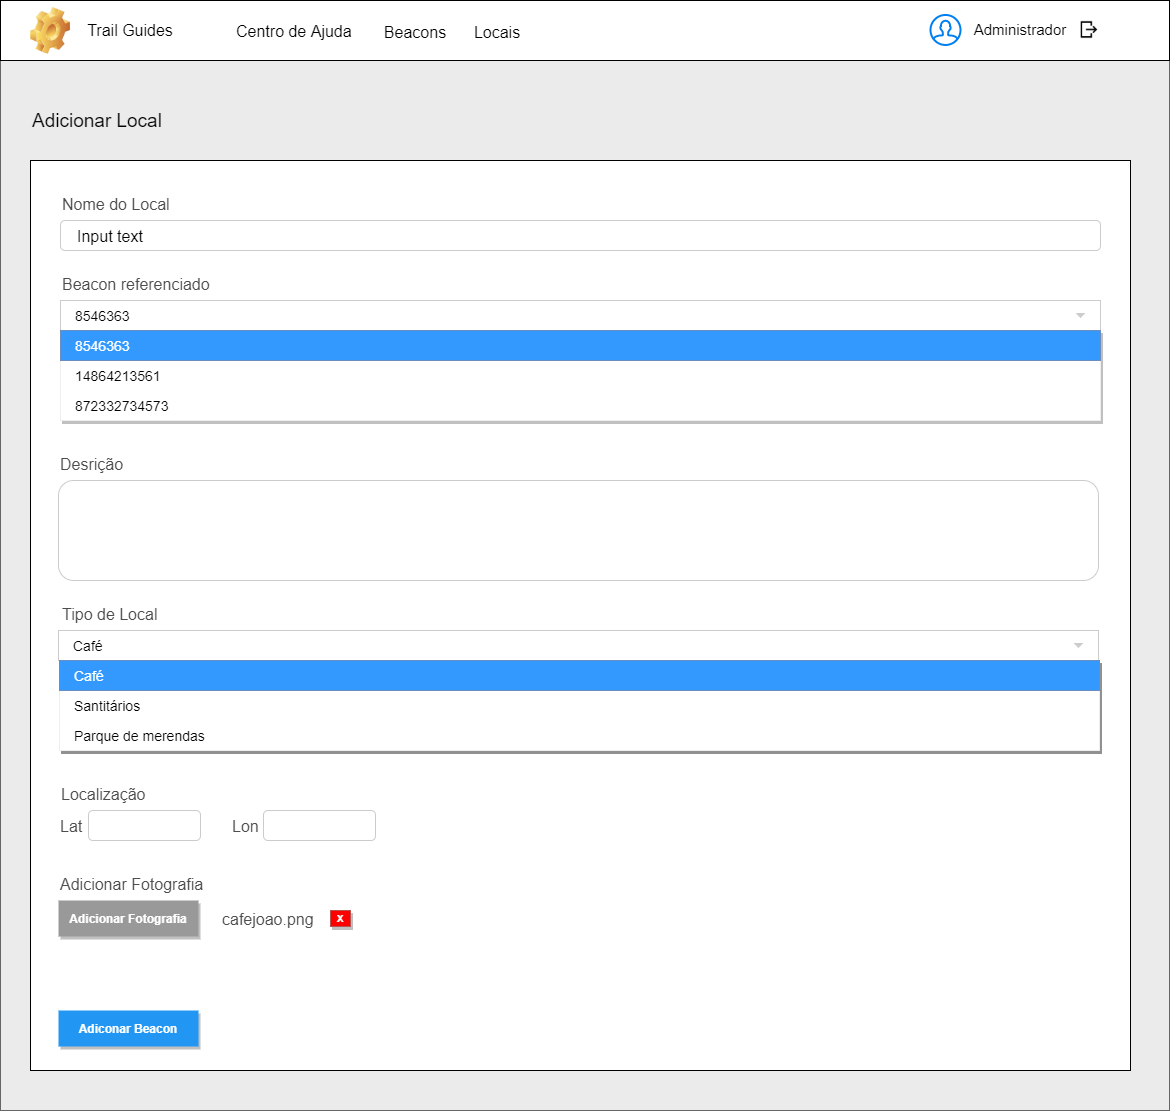 Trail Guides
Centro de Ajuda
Beacons
Locais
Administrador
Adicionar Local
Nome do Local
Input text
Beacon referenciado
8546363
8546363
14864213561
872332734573
Desrição
Tipo de Local
Café
Café
Santitários
Parque de merendas
Localização
Lat
Lon
Adicionar Fotografia
Adicionar Fotografia
cafejoao.png
x
Adiconar Beacon